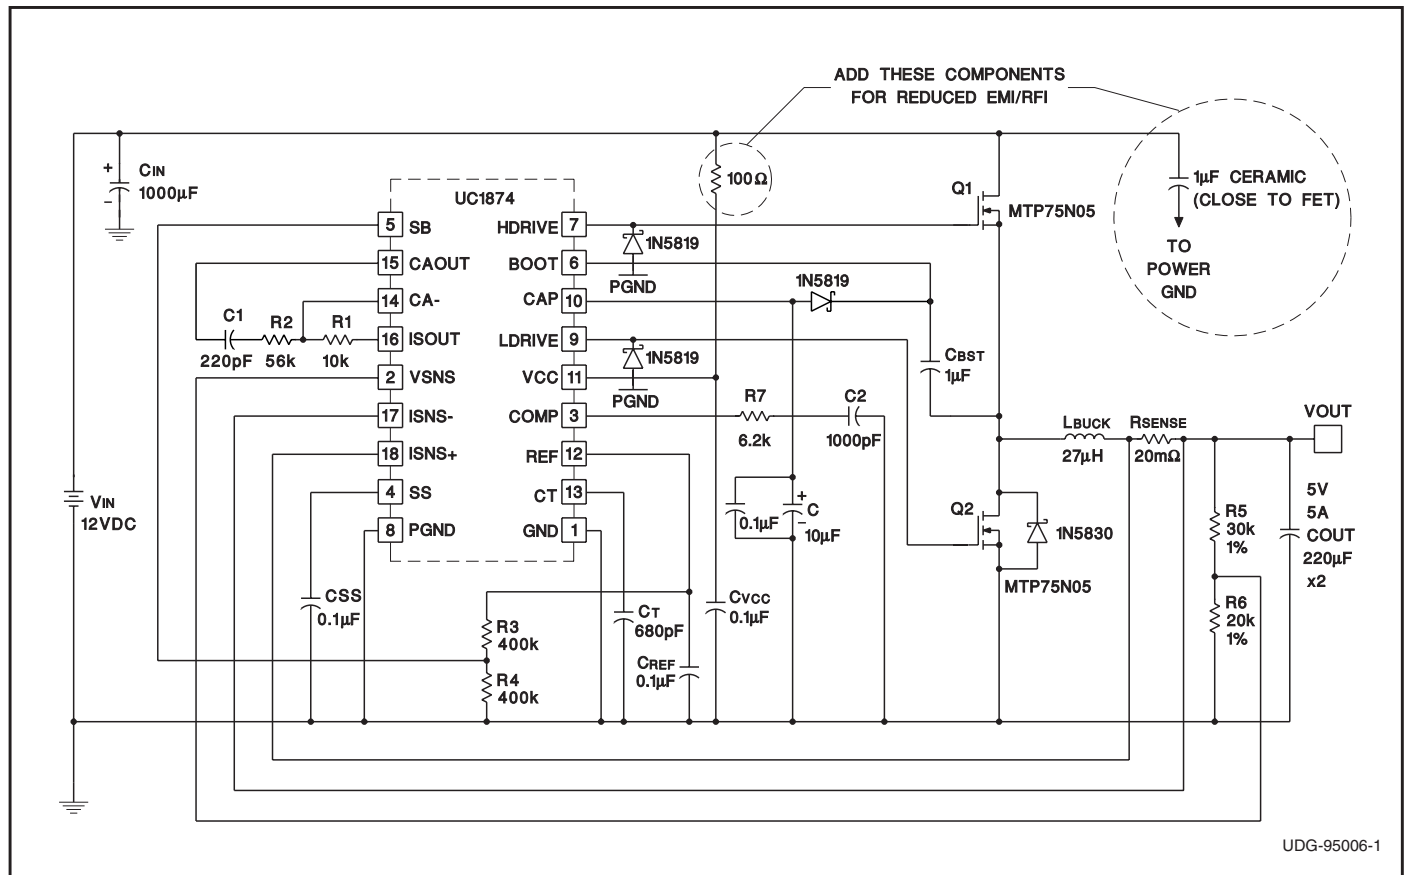 ADD THESE COMPONENTS
FOR REDUCED EMI/RFI
+
CIN
1000μF
−
100Ω
1μF CERAMIC
(CLOSE TO FET)
TO
POWER
GND
Q1
MTP75N05
UC1874
5 SB
HDRIVE 7
1N5819
PGND
15 CAOUT
BOOT 6
1N5819
14 CA-
CAP 10
C1
220pF
R2
56k
R1
10k
16 ISOUT
LDRIVE 9
1N5819
PGND
CBST
1μF
2 VSNS
VCC 11
17 ISNS-
COMP 3
R7
6.2k
C2
1000pF
LBUCK
27μH
RSENSE
20mΩ
VOUT
18 ISNS+
REF 12
4 SS
CT 13
8 PGND
GND 1
VIN
12VDC
0.1μF
+
C
−
10μF
Q2
1N5830
MTP75N05
R5
30k
1%
5V
5A
COUT
220μF
x2
R6
20k
1%
CSS
0.1μF
R3
400k
R4
400k
CT
680pF
CREF
0.1μF
CVCC
0.1μF
UDG-95006-1